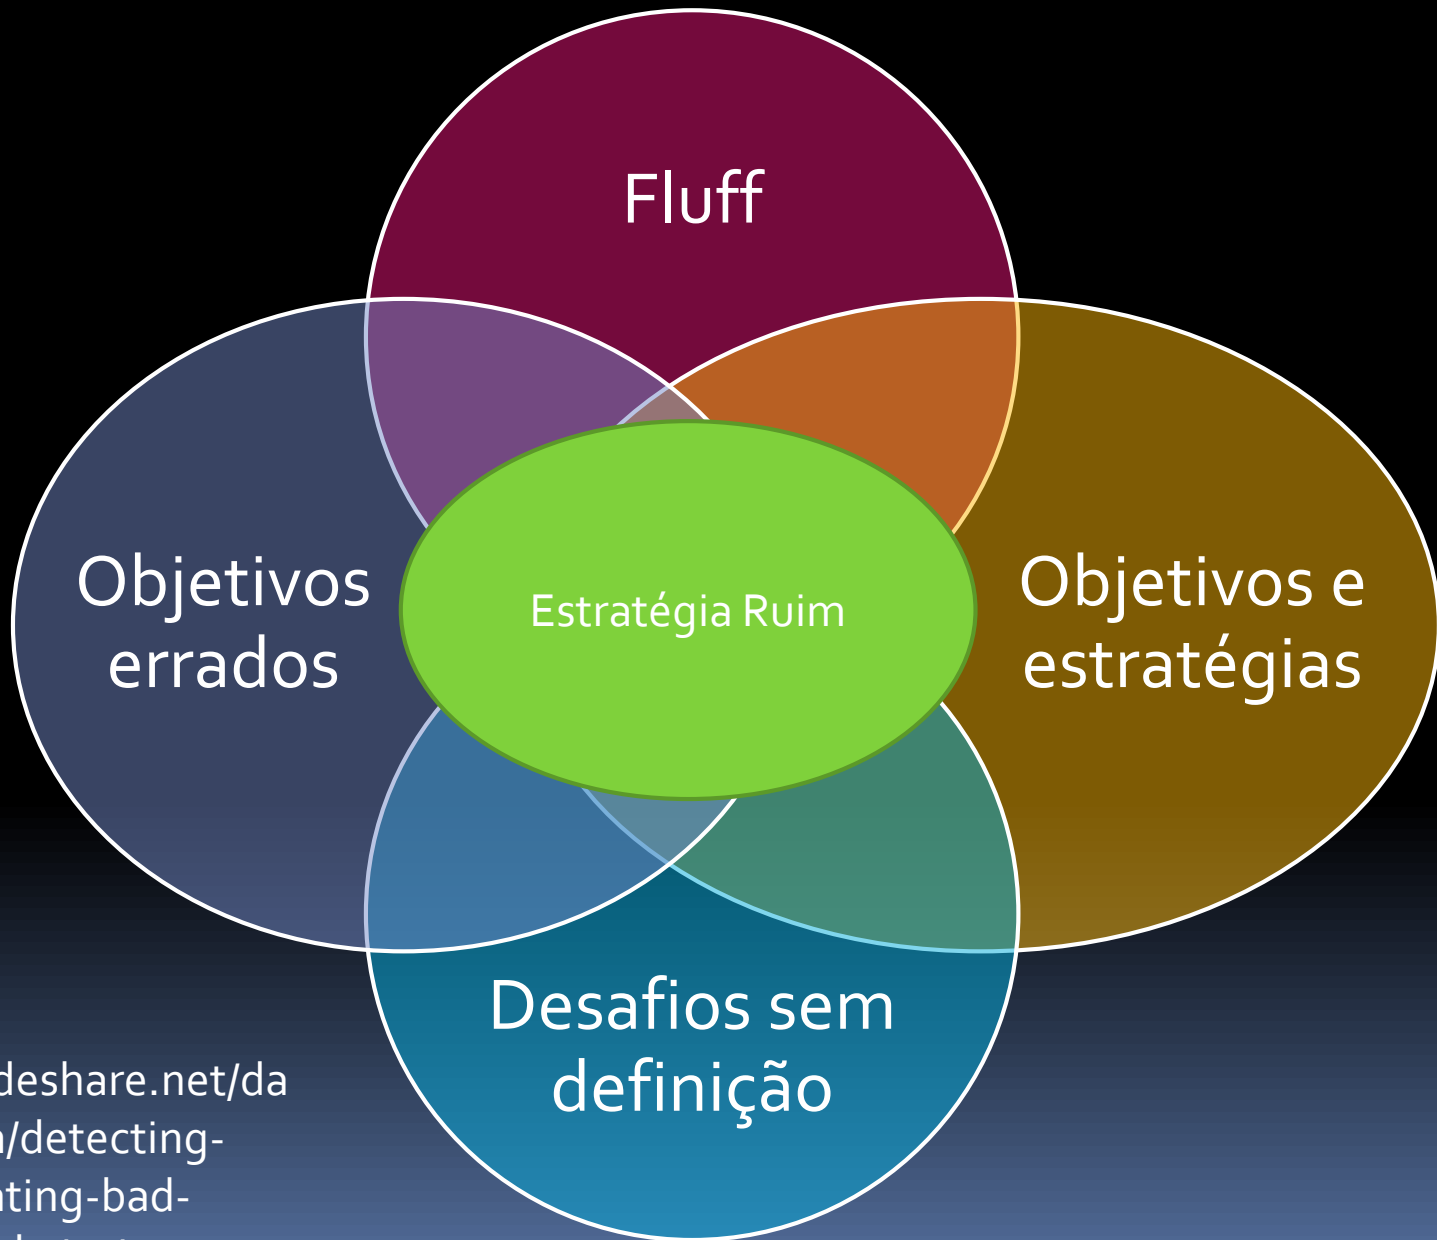 Fluff
Objetivos
errados
Estratégia Ruim
Objetivos e
estratégias
Desafios sem
definição
deshare.net/da
/detecting-
ting-bad-